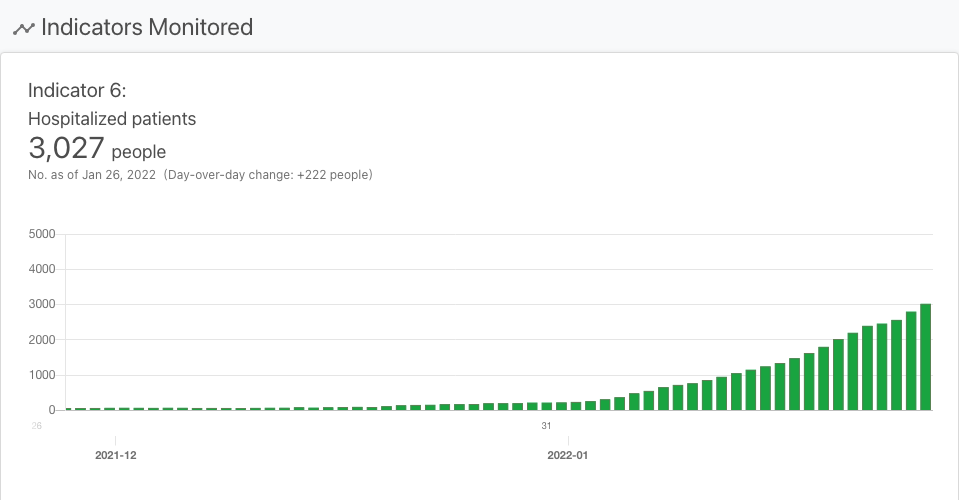 Indicators Monitored
Indicator 6:
Hospitalized patients
3,027 people
No. as of Jan 26, 2022 (Day-over-day change: +222 people)
5000
4000
3000
2000
1000
0
26
31
2021-12
2022-01